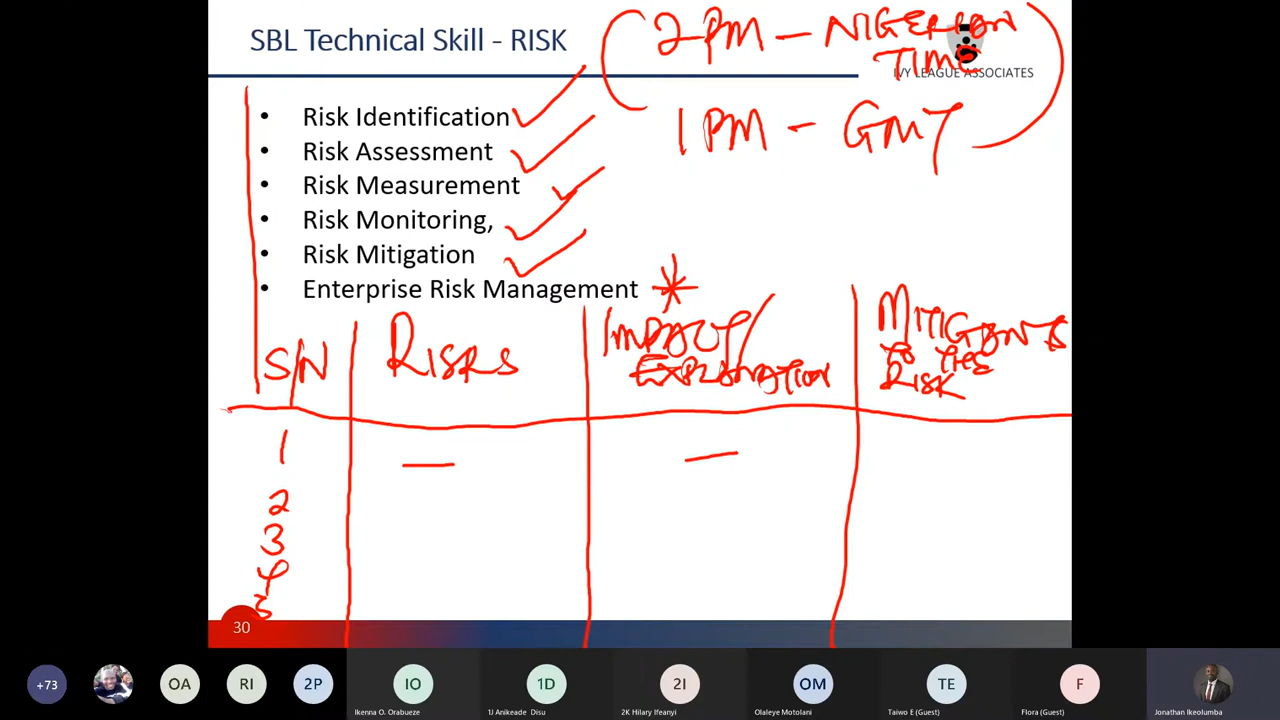 SBL Technical Skill - RISK
(2PM - NIGERIAN
TIME
IVY LEAGUE ASSOCIATES
1PM - GMT)
• Risk Identification
• Risk Assessment
• Risk Measurement
• Risk Monitoring,
• Risk Mitigation
• Enterprise Risk Management *
S/N
RISKS
IMPACT/
EXPLANATION
MITIGANTS
TO THE
RISK
1
2
3
4
5
30
+73
OA
RI
2P
IO
1D
2I
OM
TE
F
Ikenna O. Orabueze
1J Anikeade Disu
2K Hilary Ifeanyi
Olaleye Motolani
Taiwo E (Guest)
Flora (Guest)
Jonathan Ikeolumba